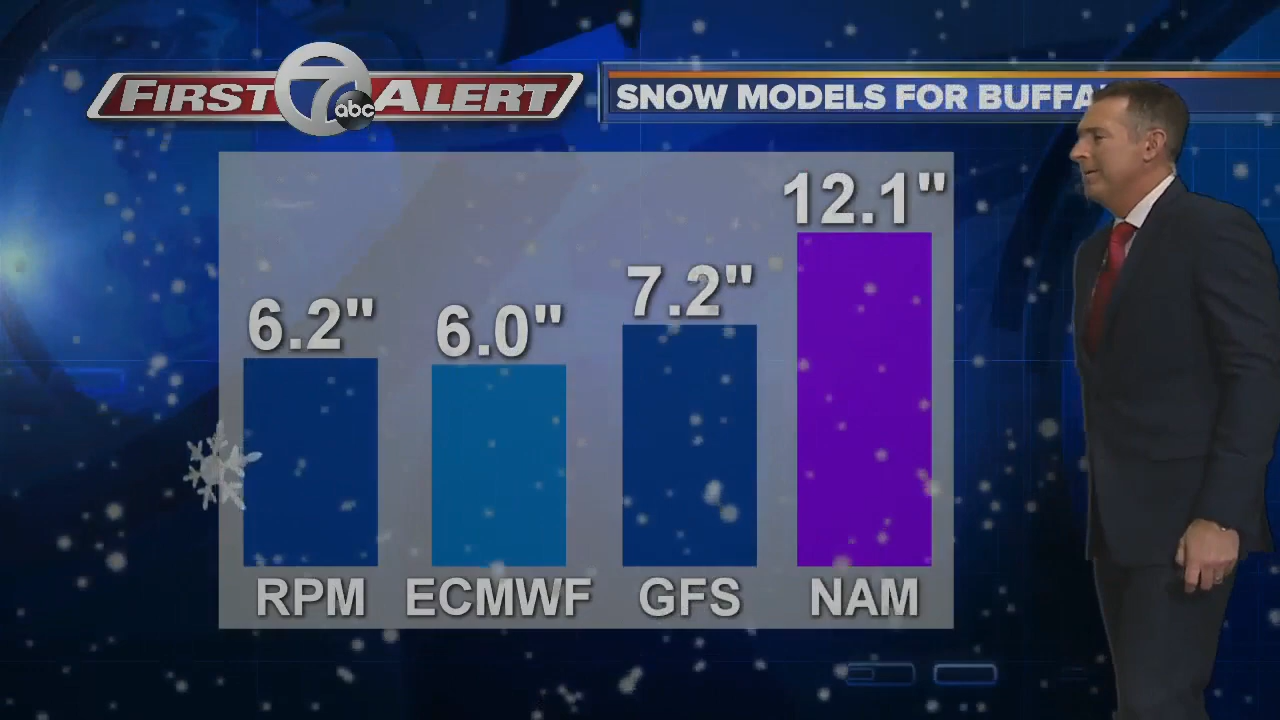 FIRST 7 abc ALERT
SNOW MODELS FOR
6.2" 6.0" 7.2" 12.1"
RPM ECMWF GFS NAM